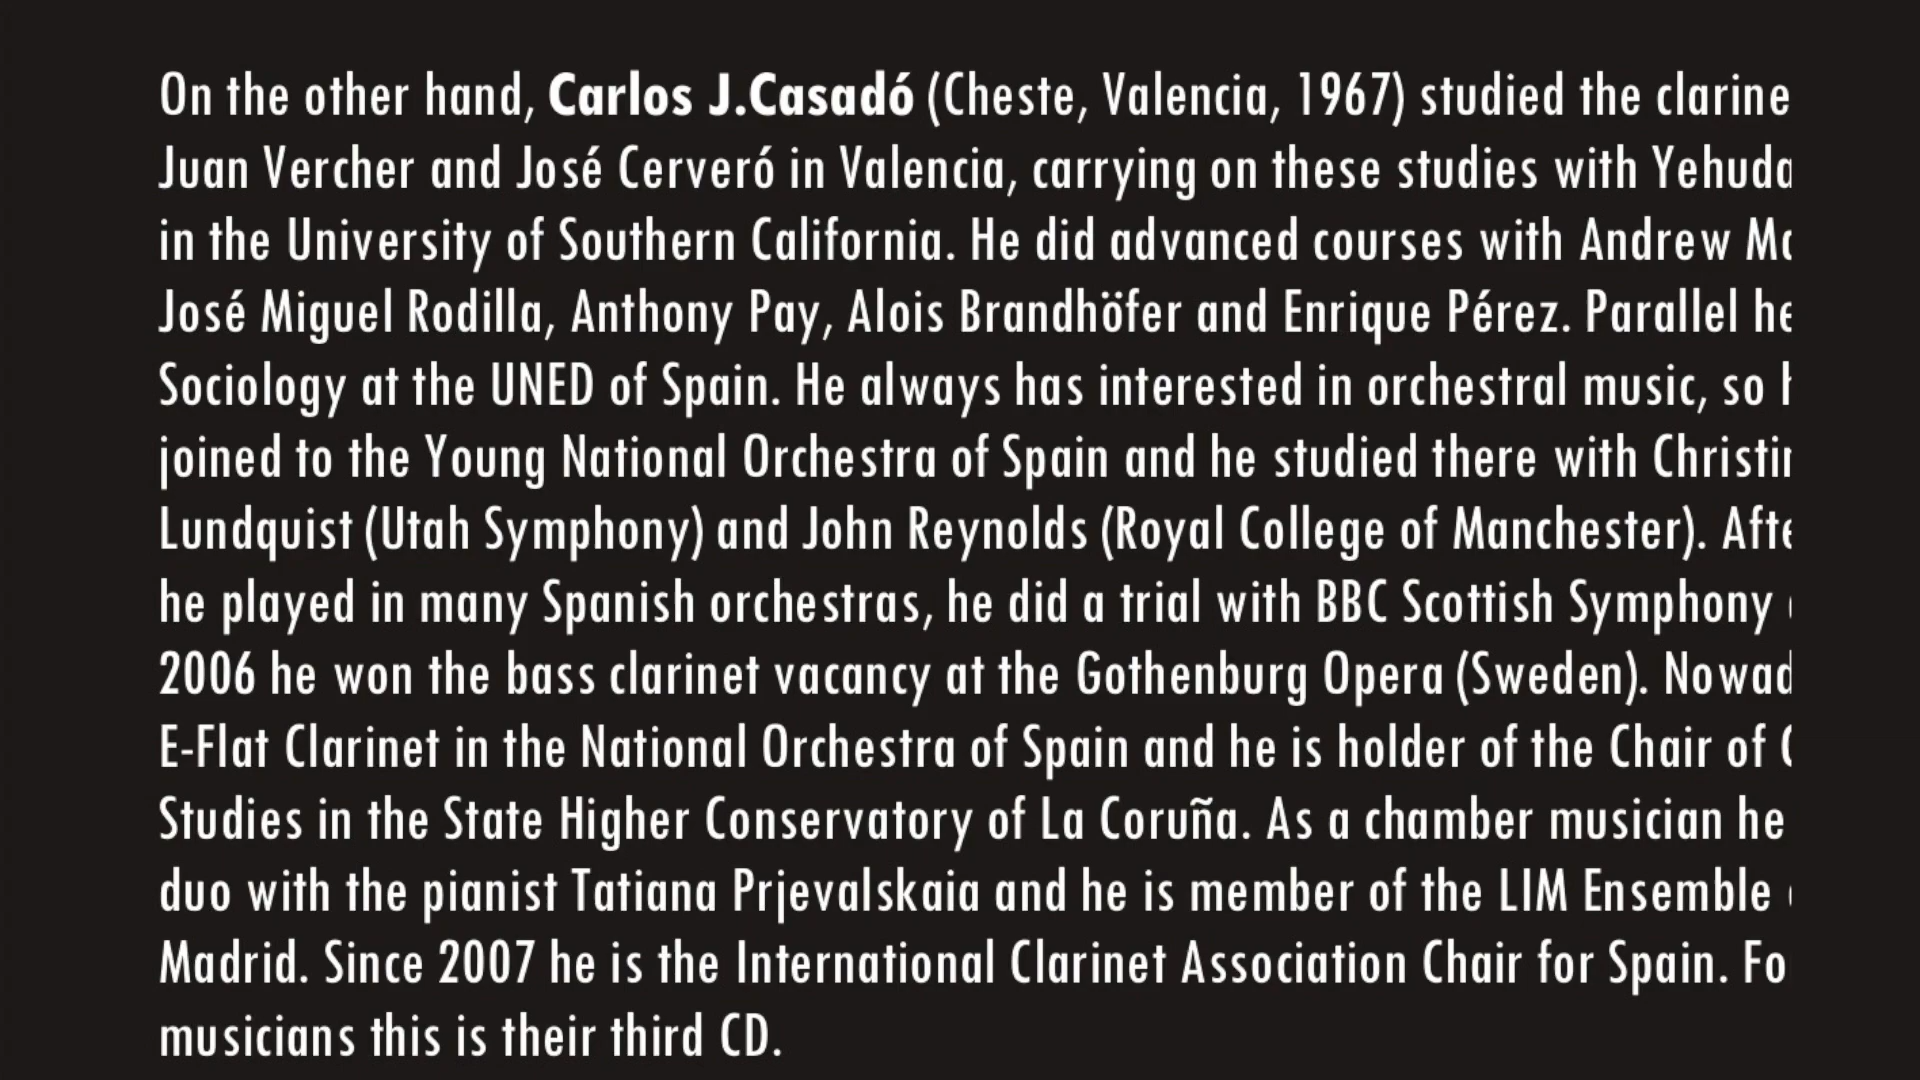 On the other hand, Carlos J.Casadó (Cheste, Valencia, 1967) studied the
Juan Vercher and José Cerveró in Valencia, carrying on these studies with
in the University of Southern California. He did advanced courses with Andrew
José Miguel Rodilla, Anthony Pay, Alois Brandhöfer and Enrique Pérez. Parallel
Sociology at the UNED of Spain. He always has interested in orchestral music, so
joined to the Young National Orchestra of Spain and he studied there with
Lundquist (Utah Symphony) and John Reynolds (Royal College of Manchester).
he played in many Spanish orchestras, he did a trial with BBC Scottish Symphony
2006 he won the bass clarinet vacancy at the Gothenburg Opera (Sweden).
E-Flat Clarinet in the National Orchestra of Spain and he is holder of the Chair of
Studies in the State Higher Conservatory of La Coruña. As a chamber musician he
duo with the pianist Tatiana Prjevalskaia and he is member of the LIM Ensemble
Madrid. Since 2007 he is the International Clarinet Association Chair for Spain.
musicians this is their third CD.